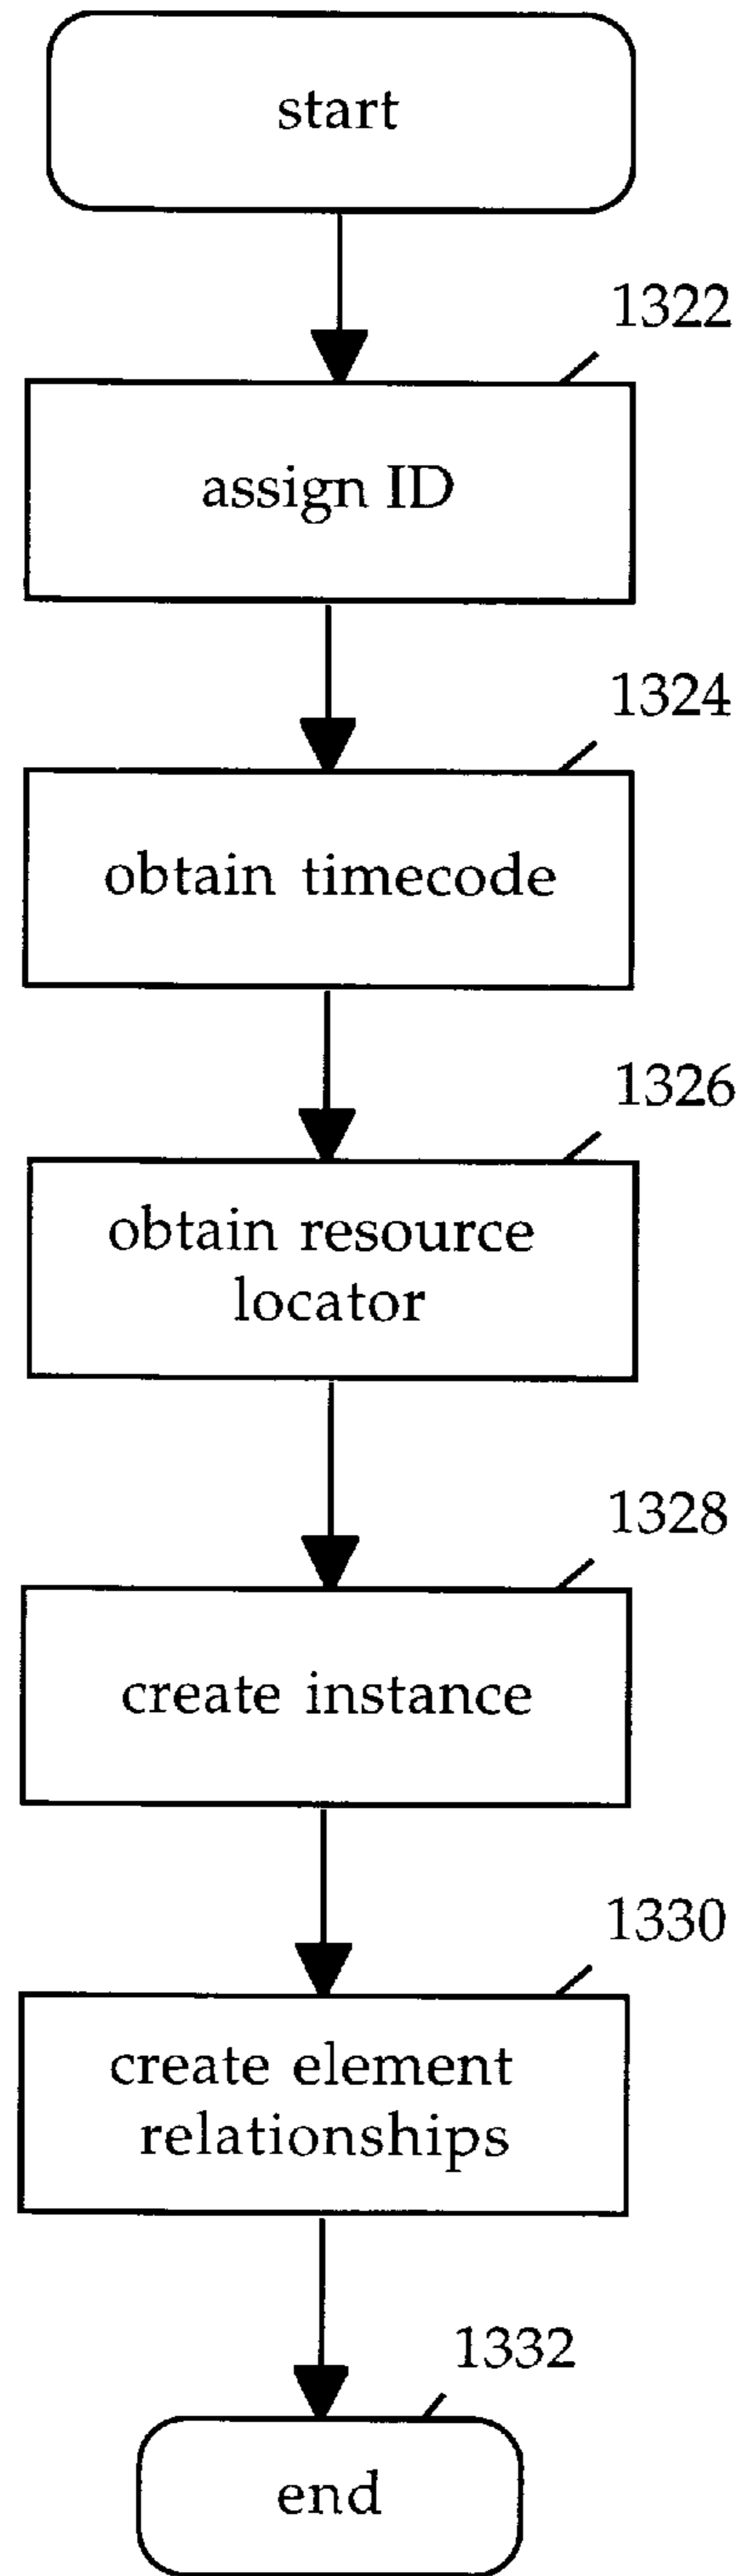 start
1322
assign ID
1324
obtain timecode
1326
obtain resource
locator
1328
create instance
1330
create element
relationships
1332
end